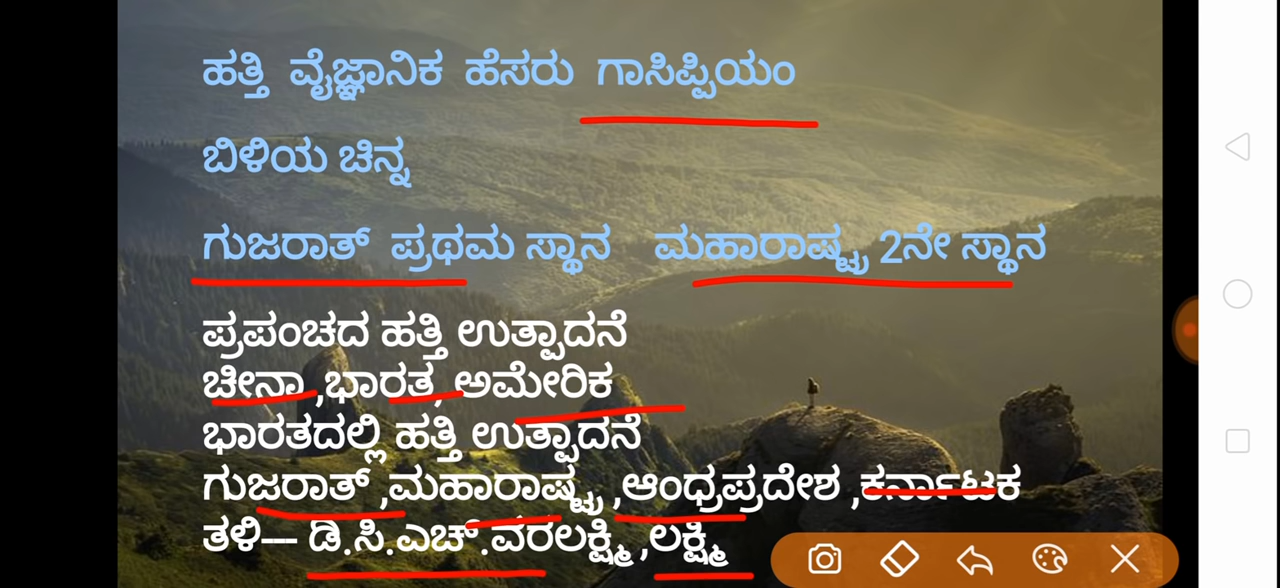 ಹತ್ತಿ ವೈಜ್ಞಾನಿಕ ಹೆಸರು ಗಾಸಿಪ್ಪಿಯಂ
ಬಿಳಿಯ ಚಿನ್ನ
ಗುಜರಾತ್ ಪ್ರಥಮ ಸ್ಥಾನ ಮಹಾರಾಷ್ಟ್ರ 2ನೇ ಸ್ಥಾನ
ಪ್ರಪಂಚದ ಹತ್ತಿ ಉತ್ಪಾದನೆ
ಚೀನಾ ,ಭಾರತ, ಅಮೇರಿಕ
ಭಾರತದಲ್ಲಿ ಹತ್ತಿ ಉತ್ಪಾದನೆ
ಗುಜರಾತ್ ,ಮಹಾರಾಷ್ಟ್ರ ,ಆಂಧ್ರಪ್ರದೇಶ ,ಕರ್ನಾಟಕ
ತಳಿ--- ಡಿ.ಸಿ.ಎಚ್.ವರಲಕ್ಷ್ಮಿ ,ಲಕ್ಷ್ಮಿ